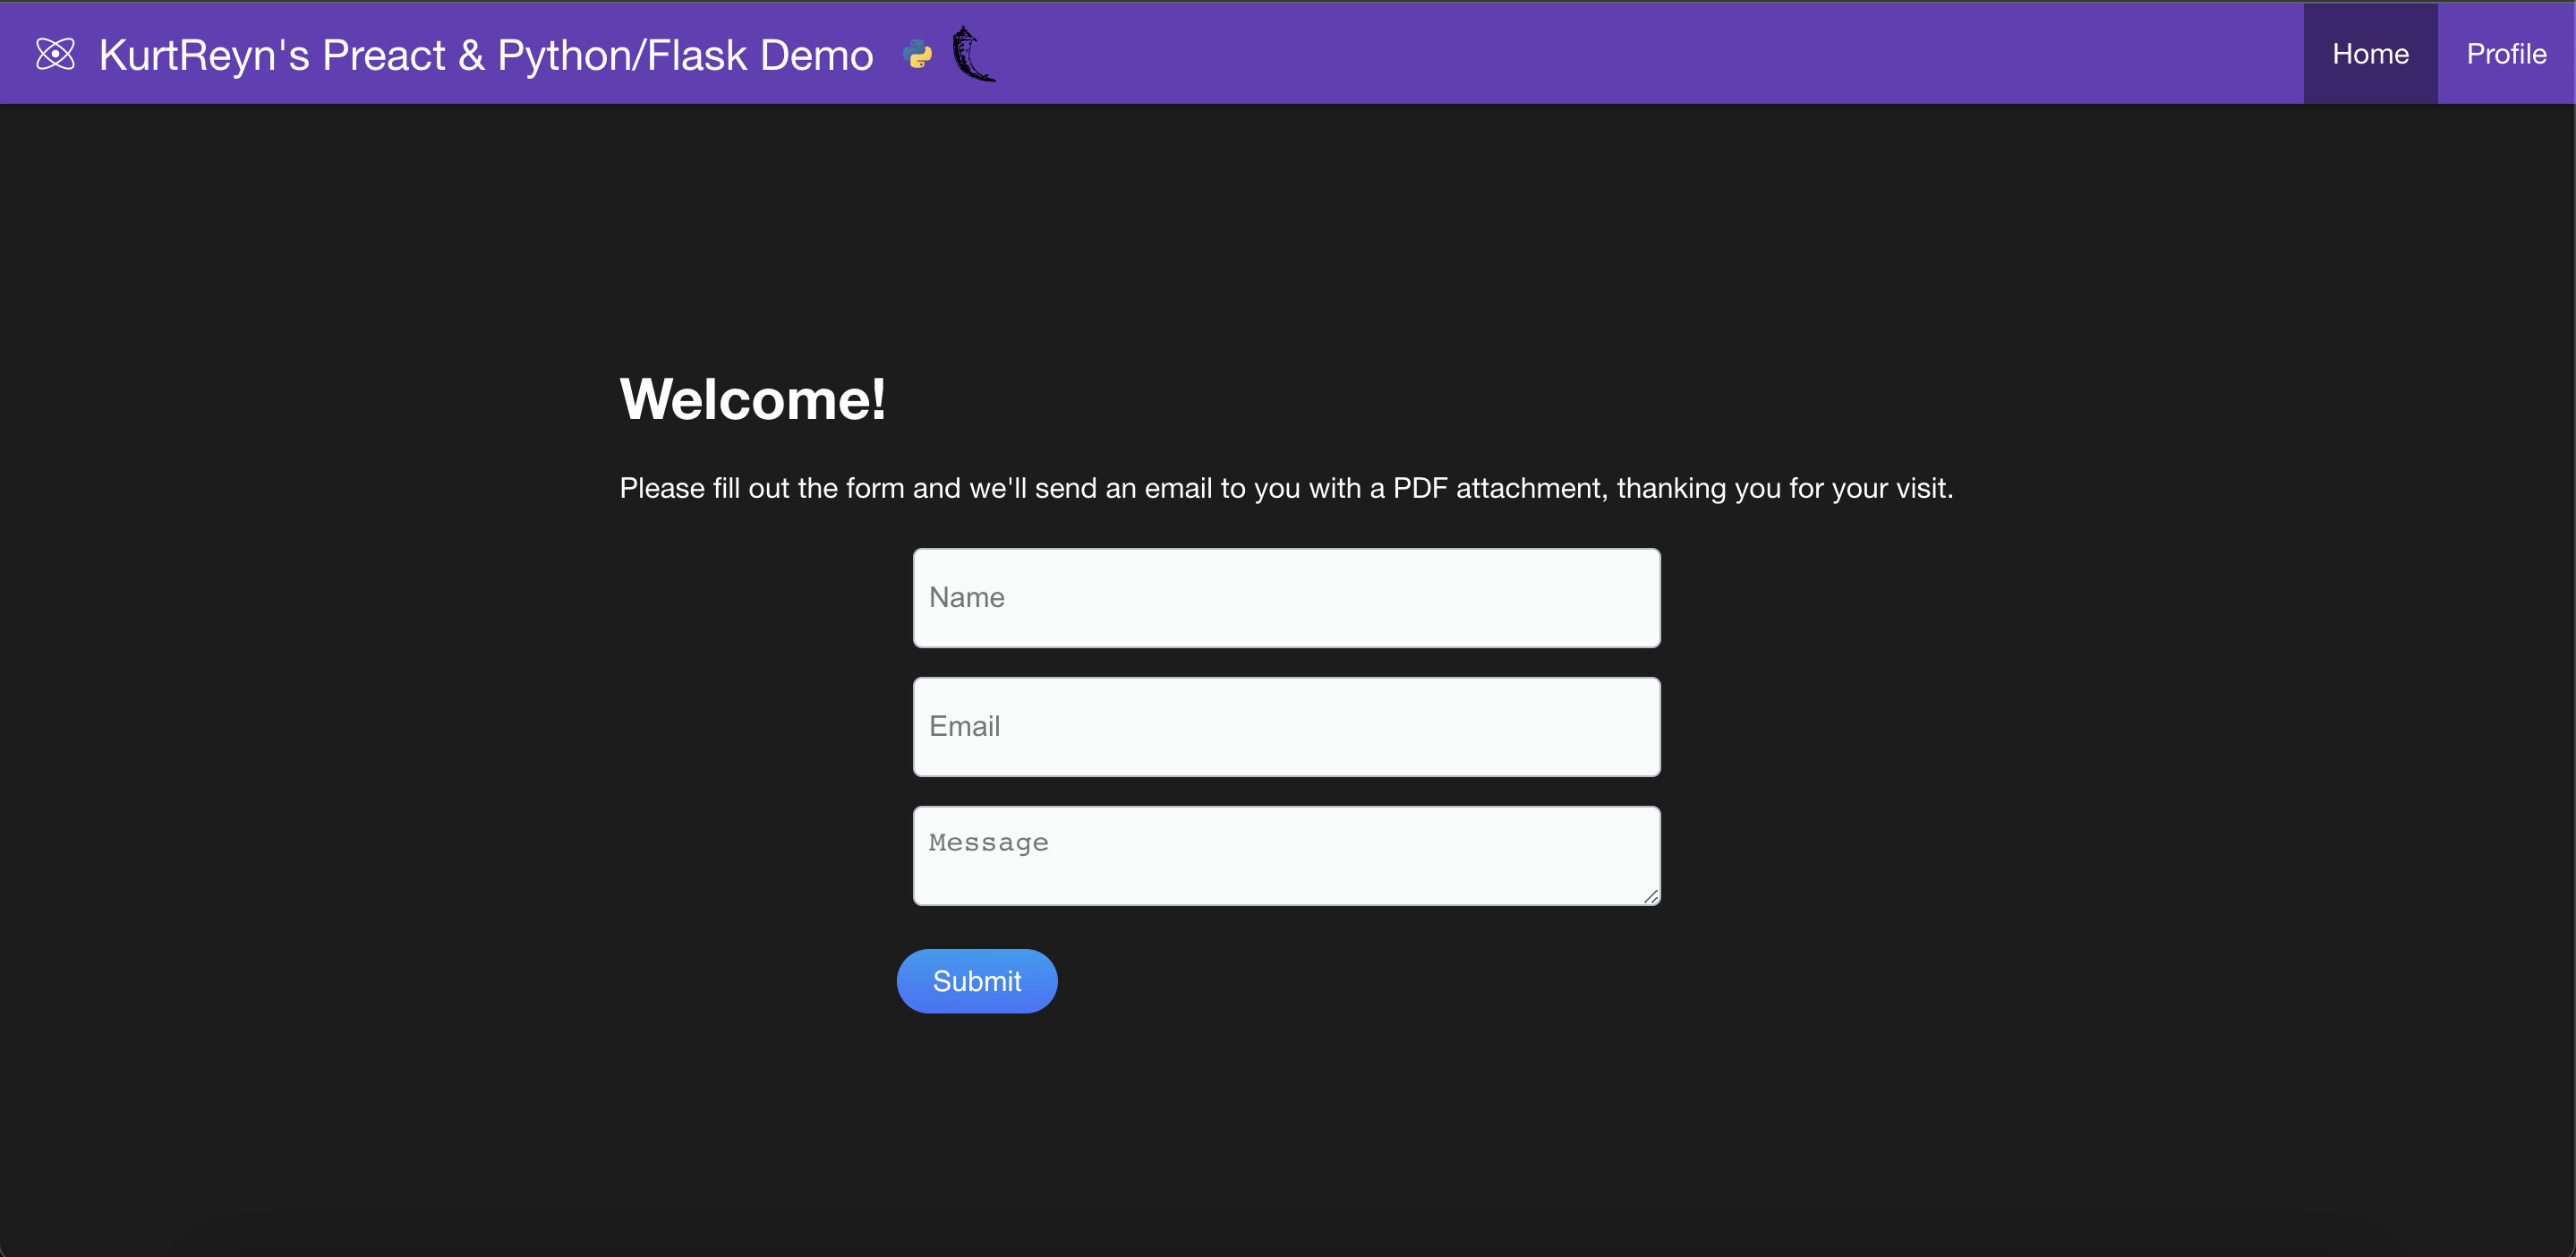 KurtReyn's Preact & Python/Flask Demo
Home
Profile
Welcome!
Please fill out the form and we'll send an email to you with a PDF attachment, thanking you for your visit.
Name
Email
Message
Submit